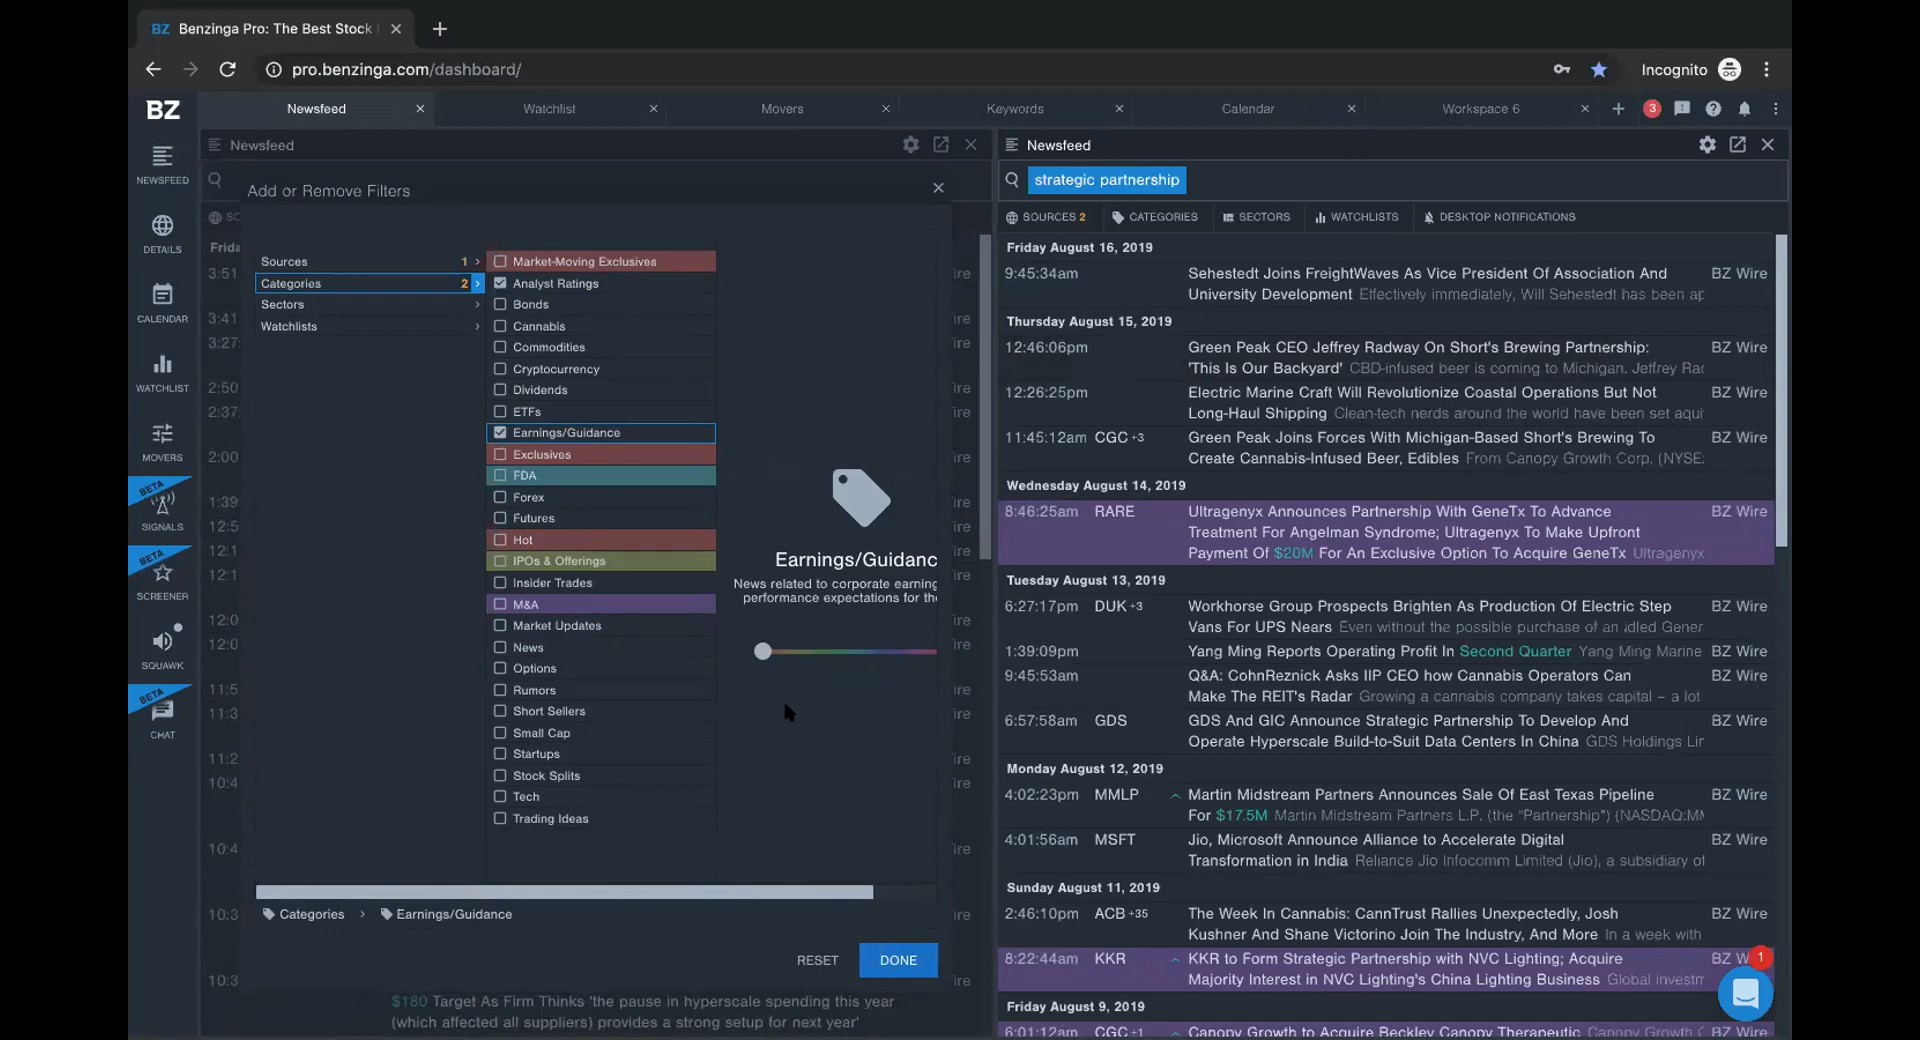 BZ Benzinga Pro: The Best Stock
pro.benzinga.com/dashboard/
Incognito
BZ
Newsfeed
Watchlist
Movers
Keywords
Calendar
Workspace 6
3
NEWSFEED
DETAILS
CALENDAR
WATCHLIST
MOVERS
BETA
SIGNALS
BETA
SCREENER
SQUAWK
BETA
CHAT
Newsfeed
Add or Remove Filters
Sources 1
Categories 2
Sectors
Watchlists
Market-Moving Exclusives
Analyst Ratings
Bonds
Cannabis
Commodities
Cryptocurrency
Dividends
ETFs
Earnings/Guidance
Exclusives
FDA
Forex
Futures
Hot
IPOs & Offerings
Insider Trades
M&A
Market Updates
News
Options
Rumors
Short Sellers
Small Cap
Startups
Stock Splits
Tech
Trading Ideas
Earnings/Guidanc
News related to corporate earning
performance expectations for the
Categories > Earnings/Guidance
RESET
DONE
$180 Target As Firm Thinks 'the pause in hyperscale spending this year
(which affected all suppliers) provides a strong setup for next year'
Newsfeed
strategic partnership
SOURCES 2
CATEGORIES
SECTORS
WATCHLISTS
DESKTOP NOTIFICATIONS
Friday August 16, 2019
9:45:34am Sehestedt Joins FreightWaves As Vice President Of Association And BZ Wire
University Development Effectively immediately, Will Sehestedt has been ap
Thursday August 15, 2019
12:46:06pm Green Peak CEO Jeffrey Radway On Short's Brewing Partnership: BZ Wire
'This Is Our Backyard' CBD-infused beer is coming to Michigan. Jeffrey Rac
12:26:25pm Electric Marine Craft Will Revolutionize Coastal Operations But Not BZ Wire
Long-Haul Shipping Clean-tech nerds around the world have been set aqui
11:45:12am CGC +3 Green Peak Joins Forces With Michigan-Based Short's Brewing To BZ Wire
Create Cannabis-Infused Beer, Edibles From Canopy Growth Corp. (NYSE:
Wednesday August 14, 2019
8:46:25am RARE Ultragenyx Announces Partnership With GeneTx To Advance BZ Wire
Treatment For Angelman Syndrome; Ultragenyx To Make Upfront
Payment Of $20M For An Exclusive Option To Acquire GeneTx Ultragenyx
Tuesday August 13, 2019
6:27:17pm DUK +3 Workhorse Group Prospects Brighten As Production Of Electric Step BZ Wire
Vans For UPS Nears Even without the possible purchase of an idled Gener
1:39:09pm Yang Ming Reports Operating Profit In Second Quarter Yang Ming Marine BZ Wire
9:45:53am Q&A: CohnReznick Asks IIP CEO how Cannabis Operators Can BZ Wire
Make The REIT's Radar Growing a cannabis company takes capital – a lot
6:57:58am GDS GDS And GIC Announce Strategic Partnership To Develop And BZ Wire
Operate Hyperscale Build-to-Suit Data Centers In China GDS Holdings Lir
Monday August 12, 2019
4:02:23pm MMLP Martin Midstream Partners Announces Sale Of East Texas Pipeline BZ Wire
For $17.5M Martin Midstream Partners L.P. (the "Partnership") (NASDAQ:MM
4:01:56am MSFT Jio, Microsoft Announce Alliance to Accelerate Digital BZ Wire
Transformation in India Reliance Jio Infocomm Limited (Jio), a subsidiary of
Sunday August 11, 2019
2:46:10pm ACB +35 The Week In Cannabis: CannTrust Rallies Unexpectedly, Josh BZ Wire
Kushner And Shane Victorino Join The Industry, And More In a week with
8:22:44am KKR KKR to Form Strategic Partnership with NVC Lighting; Acquire BZ W
Majority Interest in NVC Lighting's China Lighting Business Global investm
1
Friday August 9, 2019
6:01:12am CGC +1 Canopy Growth to Acquire Beckley Canopy Therapeutic Canopy Growth BZ Wire